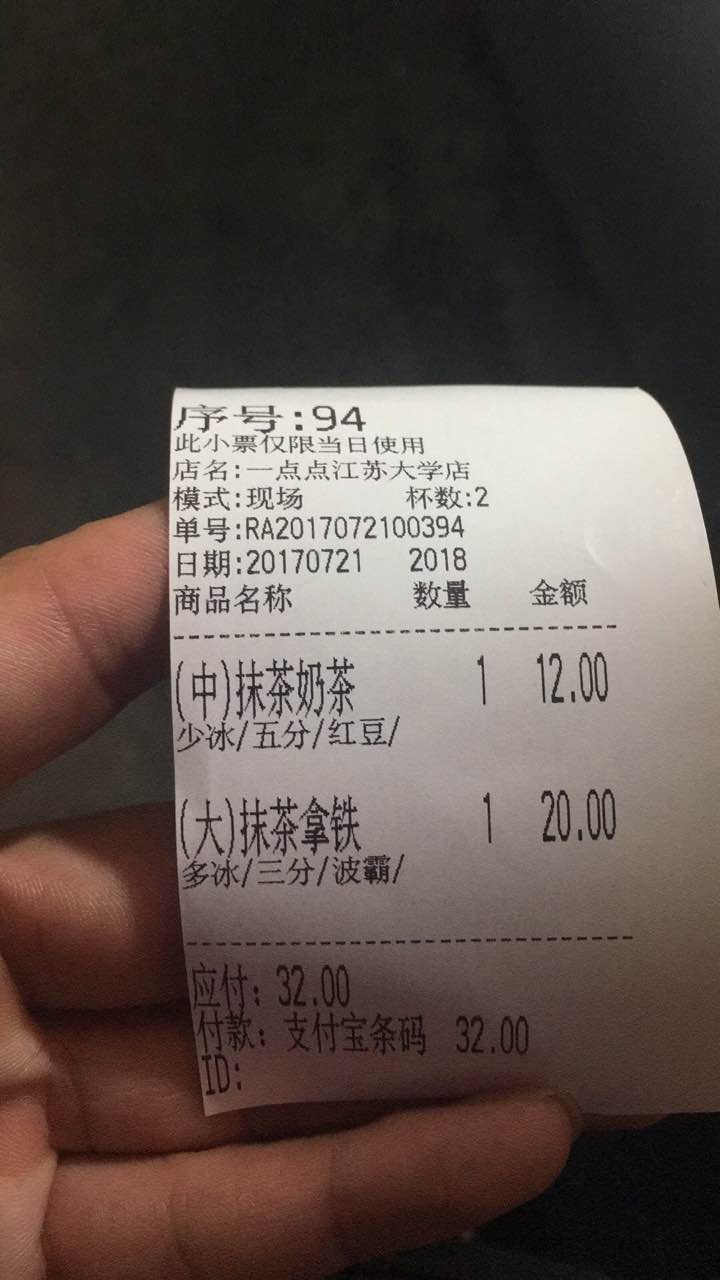 序号:94
此小票仅限当日使用
店名:一点点江苏大学店
模式:现场 杯数:2
单号:RA2017072100394
日期:20170721 2018
商品名称 数量 金额
(中)抹茶奶茶 1 12.00
少冰/五分/红豆/
(大)抹茶拿铁 1 20.00
多冰/三分/波霸/
应付: 32.00
付款: 支付宝条码 32.00
ID: